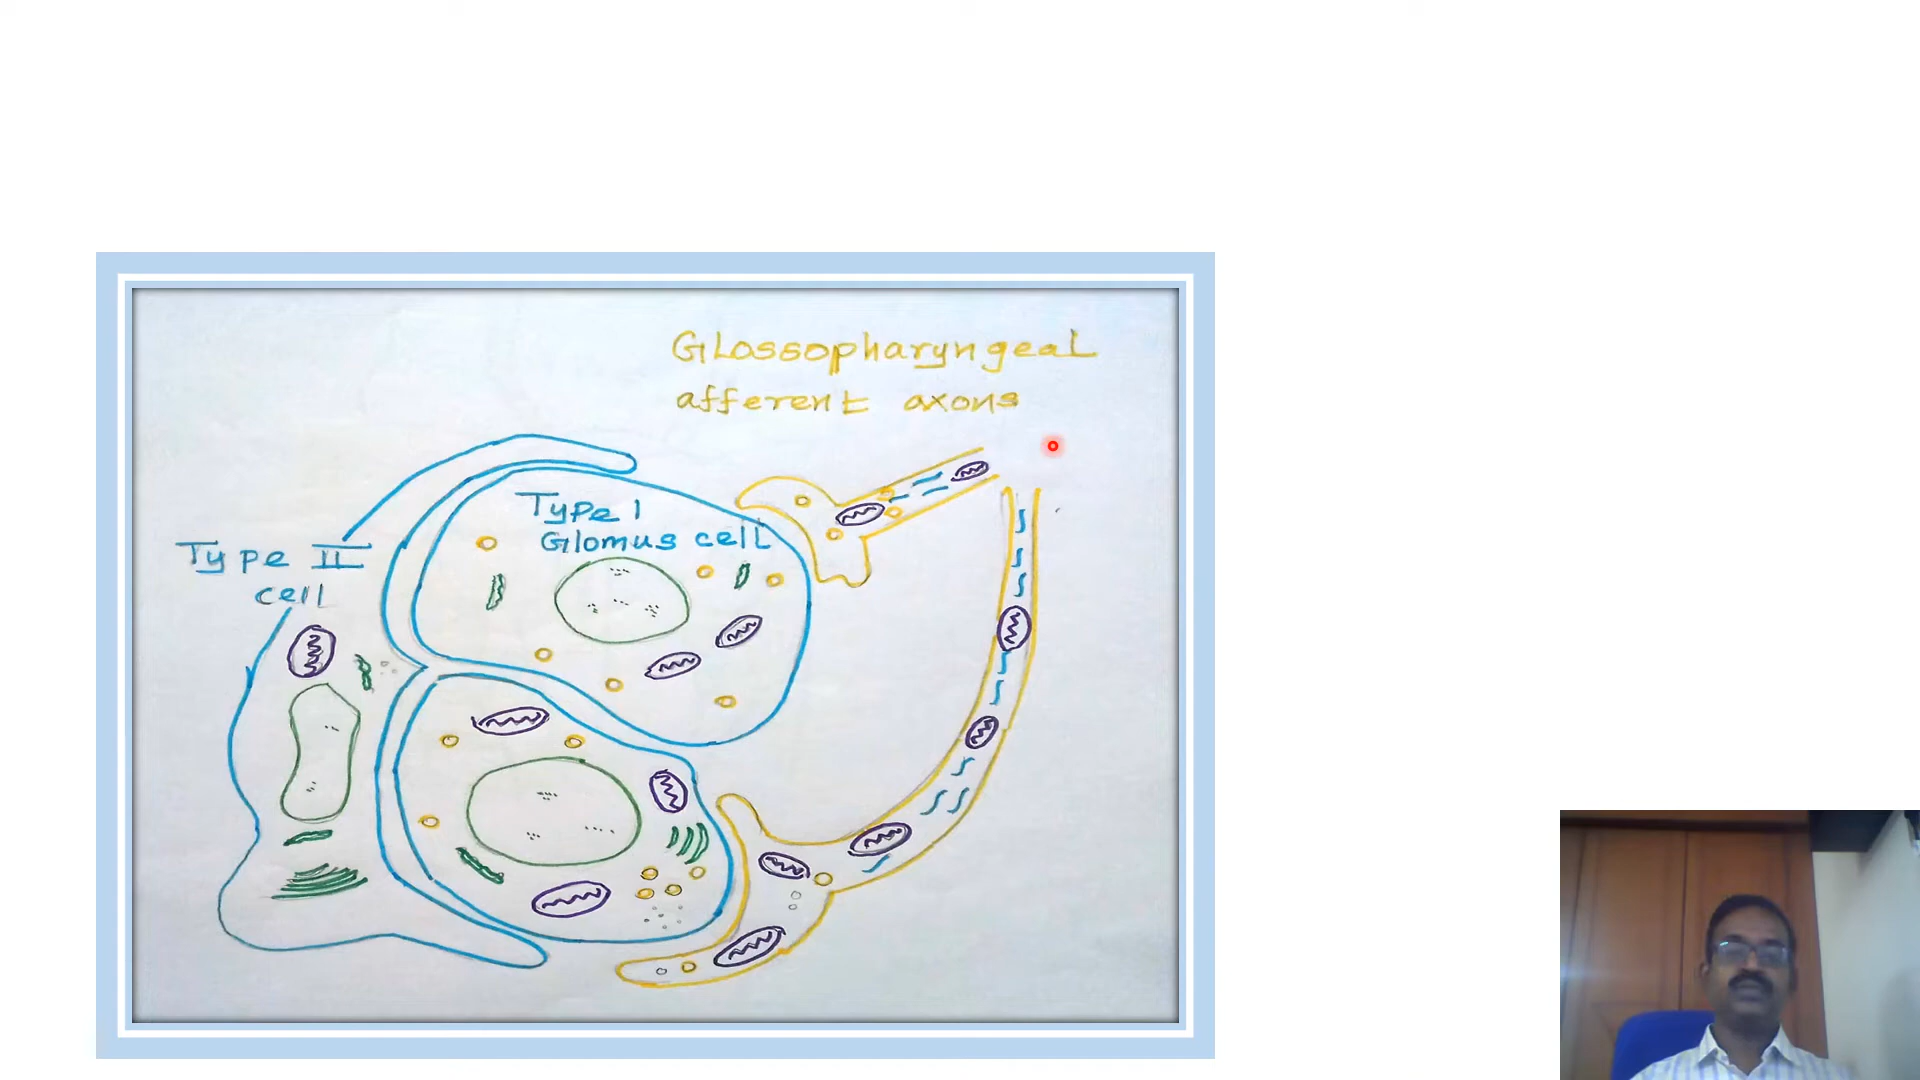 Glossopharyngeal
afferent axons
Type I
Glomus cell
Type II
cell